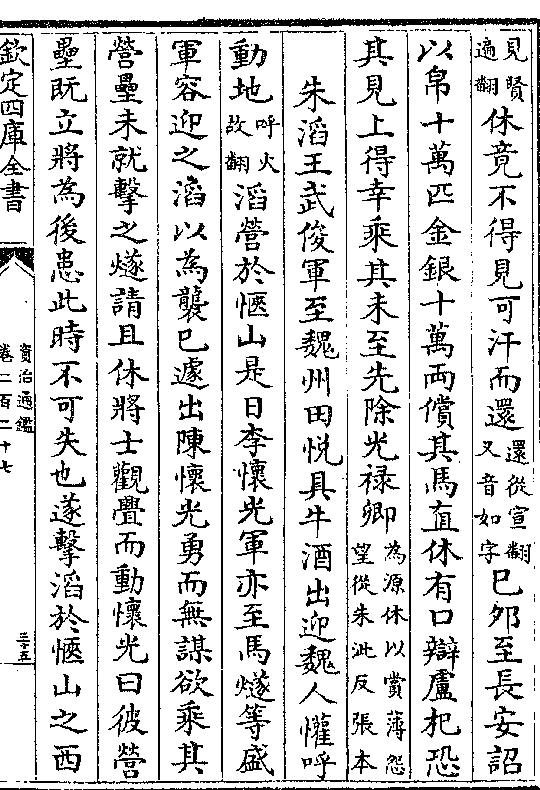 見賢遍翻休竟不得見可汗而還還從宣翻又音如字已夘至長安詔
以帛十萬匹金銀十萬両償其馬直休有口辯盧杞恐
其見上得幸乘其未至先除光禄卿為源休以賞薄怨望從朱泚反張本
朱滔王武俊軍至魏州田悅具牛酒出迎魏人懽呼
動地呼火故翻滔營於愜山是日李懷光軍亦至馬燧等盛
軍容迎之滔以為襲已遽出陳懷光勇而無謀欲乘其
營壘未就擊之燧請且休將士觀舋而動懷光曰彼營
壘既立將為後患此時不可失也遂擊滔於愜山之西
欽定四庫全書
資治通鑑
卷二百二十七
三十五